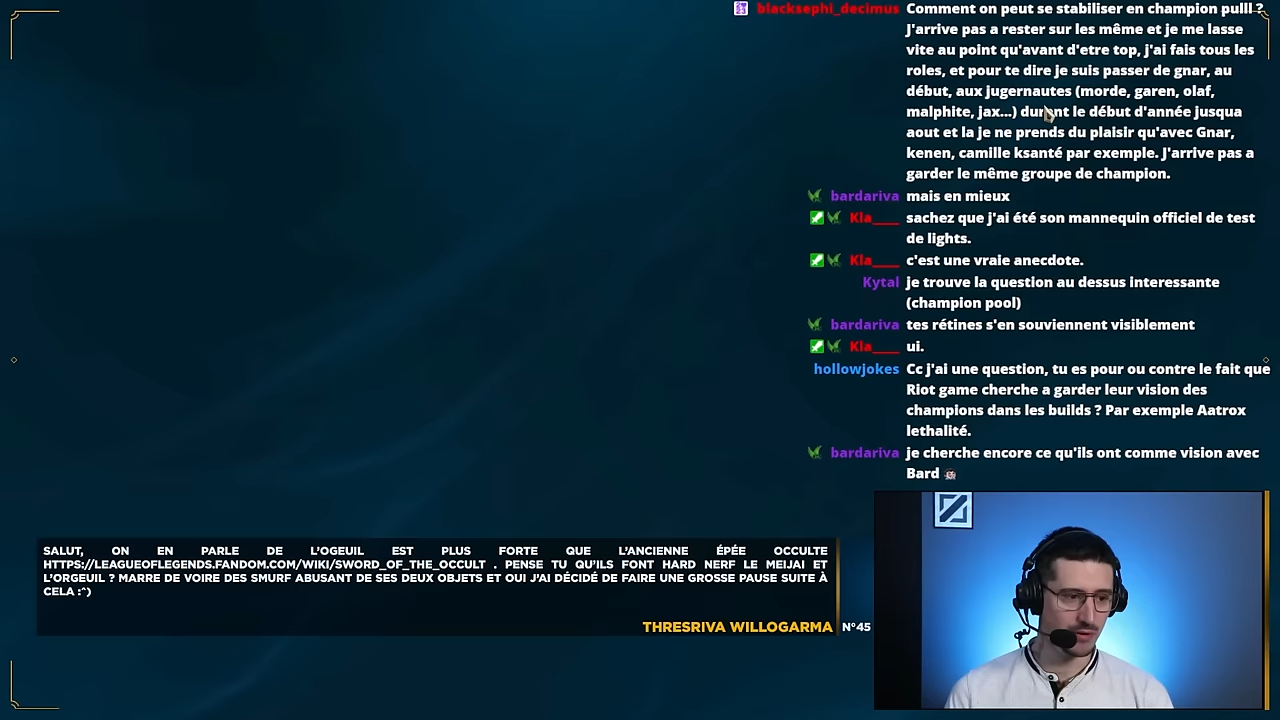 blacksephi_decimus Comment on peut se stabiliser en champion pulll ?
J'arrive pas a rester sur les même et je me lasse
vite au point qu'avant d'etre top, j'ai fais tous les
roles, et pour te dire je suis passer de gnar, au
début, aux jugernautes (morde, garen, olaf,
malphite, jax...) durent le début d'année jusqua
aout et la je ne prends du plaisir qu'avec Gnar,
kenen, camille ksanté par exemple. J'arrive pas a
garder le même groupe de champion.
bardariva mais en mieux
Kla____ sachez que j'ai été son mannequin officiel de test
de lights.
Kla____ c'est une vraie anecdote.
Kytal je trouve la question au dessus interessante
(champion pool)
bardariva tes rétines s'en souviennent visiblement
Kla____ ui.
hollowjokes Cc j'ai une question, tu es pour ou contre le fait que
Riot game cherche a garder leur vision des
champions dans les builds ? Par exemple Aatrox
lethalité.
bardariva je cherche encore ce qu'ils ont comme vision avec
Bard
SALUT, ON EN PARLE DE L'OGEUIL EST PLUS FORTE QUE L'ANCIENNE ÉPÉE OCCULTE
HTTPS://LEAGUEOFLEGENDS.FANDOM.COM/WIKI/SWORD_OF_THE_OCCULT . PENSE TU QU'ILS FONT HARD NERF LE MEIJAI ET
L'ORGEUIL ? MARRE DE VOIRE DES SMURF ABUSANT DE SES DEUX OBJETS ET OUI J'AI DÉCIDÉ DE FAIRE UNE GROSSE PAUSE SUITE À
CELA :^)
THRESRIVA WILLOGARMA N°45